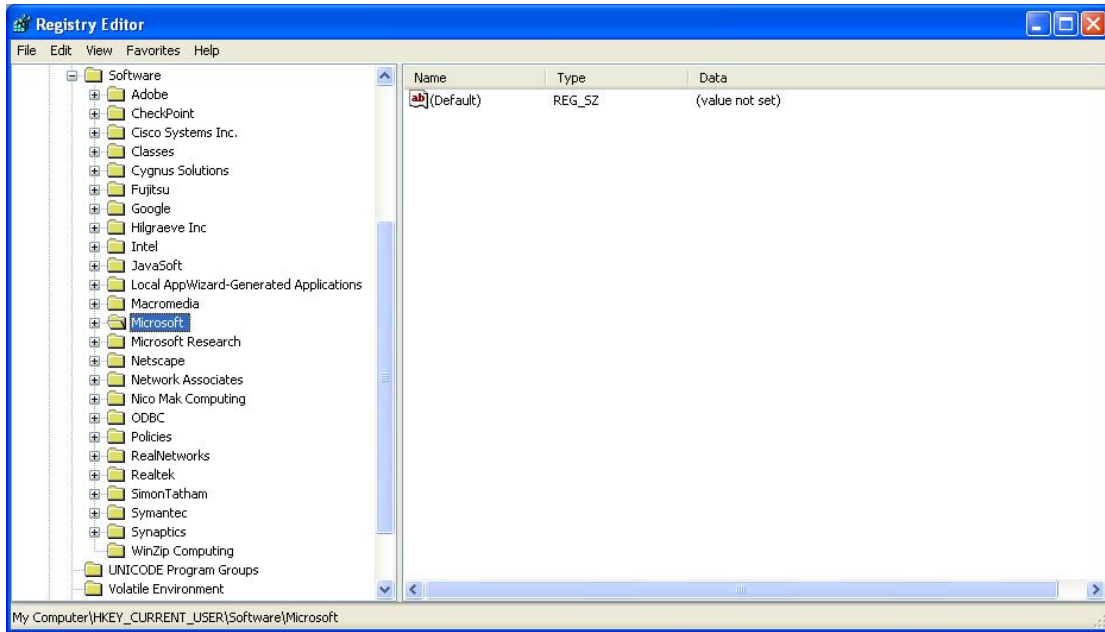 Registry Editor
File Edit View Favorites Help
Software
Adobe
CheckPoint
Cisco Systems Inc.
Classes
Cygnus Solutions
Fujitsu
Google
Hilgraeve Inc
Intel
JavaSoft
Local AppWizard-Generated Applications
Macromedia
Microsoft
Microsoft Research
Netscape
Network Associates
Nico Mak Computing
ODBC
Policies
RealNetworks
Realtek
SimonTatham
Symantec
Synaptics
WinZip Computing
UNICODE Program Groups
Volatile Environment
Name Type Data
ab (Default) REG_SZ (value not set)
My Computer\HKEY_CURRENT_USER\Software\Microsoft